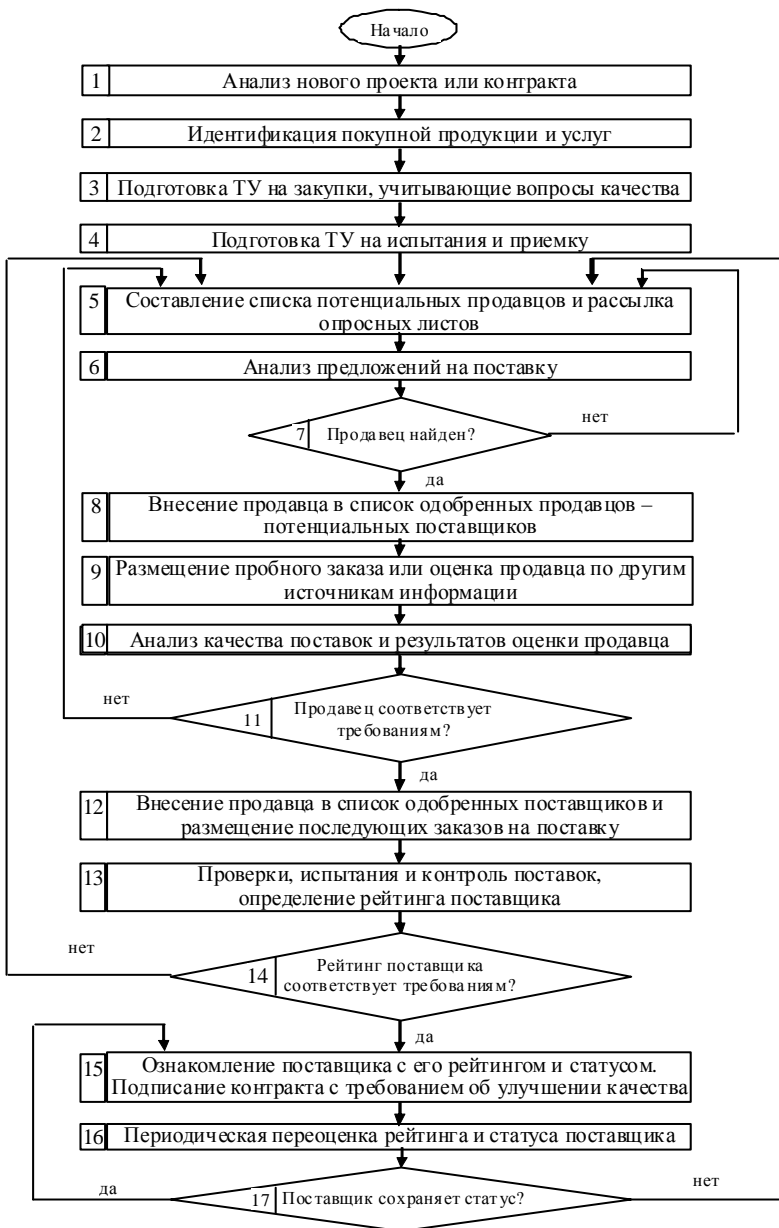 Начало
1 Анализ нового проекта или контракта
2 Идентификация покупной продукции и услуг
3 Подготовка ТУ на закупки, учитывающие вопросы качества
4 Подготовка ТУ на испытания и приемку
5 Составление списка потенциальных продавцов и рассылка
опросных листов
6 Анализ предложений на поставку
нет
7 Продавец найден?
да
8 Внесение продавца в список одобренных продавцов –
потенциальных поставщиков
9 Размещение пробного заказа или оценка продавца по другим
источникам информации
10 Анализ качества поставок и результатов оценки продавца
нет
11 Продавец соответствует
требованиям?
да
12 Внесение продавца в список одобренных поставщиков и
размещение последующих заказов на поставку
13 Проверки, испытания и контроль поставок,
определение рейтинга поставщика
нет
14 Рейтинг поставщика
соответствует требованиям?
да
15 Ознакомление поставщика с его рейтингом и статусом.
Подписание контракта с требованием об улучшении качества
16 Периодическая переоценка рейтинга и статуса поставщика
да
17 Поставщик сохраняет статус?
нет